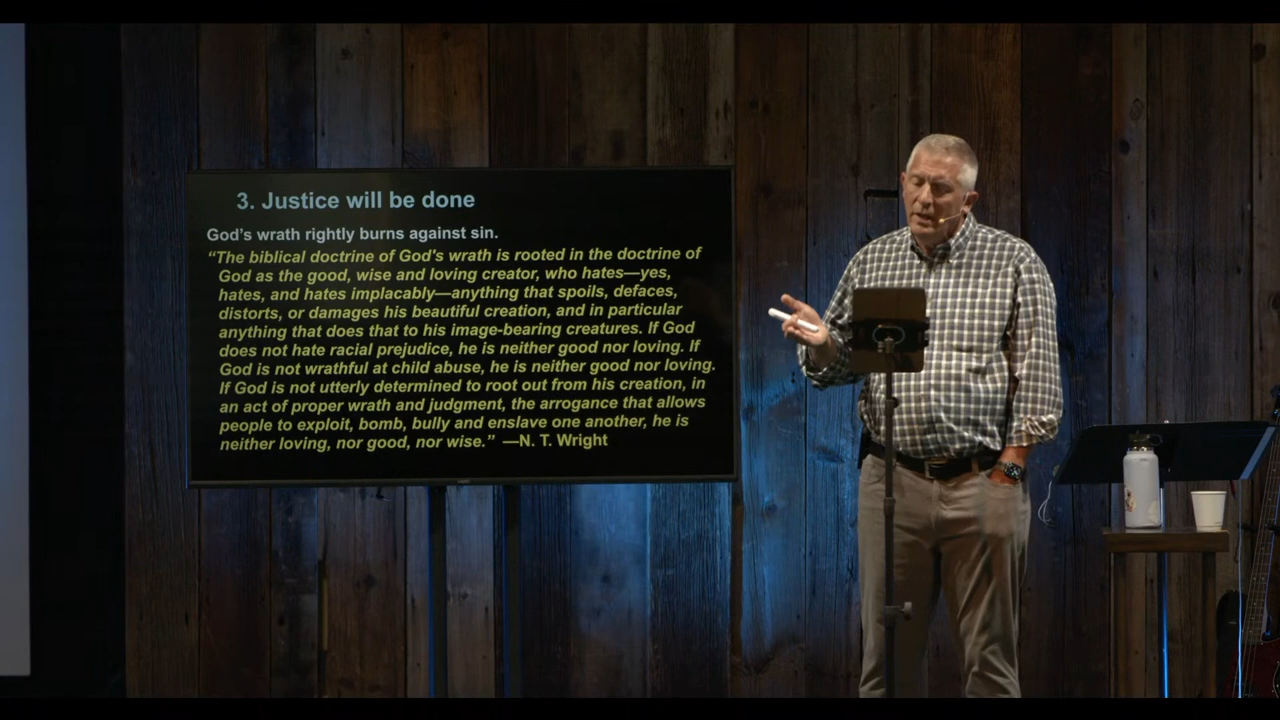 3. Justice will be done
God's wrath rightly burns against sin.
“The biblical doctrine of God's wrath is rooted in the doctrine of
God as the good, wise and loving creator, who hates—yes,
hates, and hates implacably—anything that spoils, defaces,
distorts, or damages his beautiful creation, and in particular
anything that does that to his image-bearing creatures. If God
does not hate racial prejudice, he is neither good nor loving. If
God is not wrathful at child abuse, he is neither good nor loving.
If God is not utterly determined to root out from his creation, in
an act of proper wrath and judgment, the arrogance that allows
people to exploit, bomb, bully and enslave one another, he is
neither loving, nor good, nor wise.” —N. T. Wright